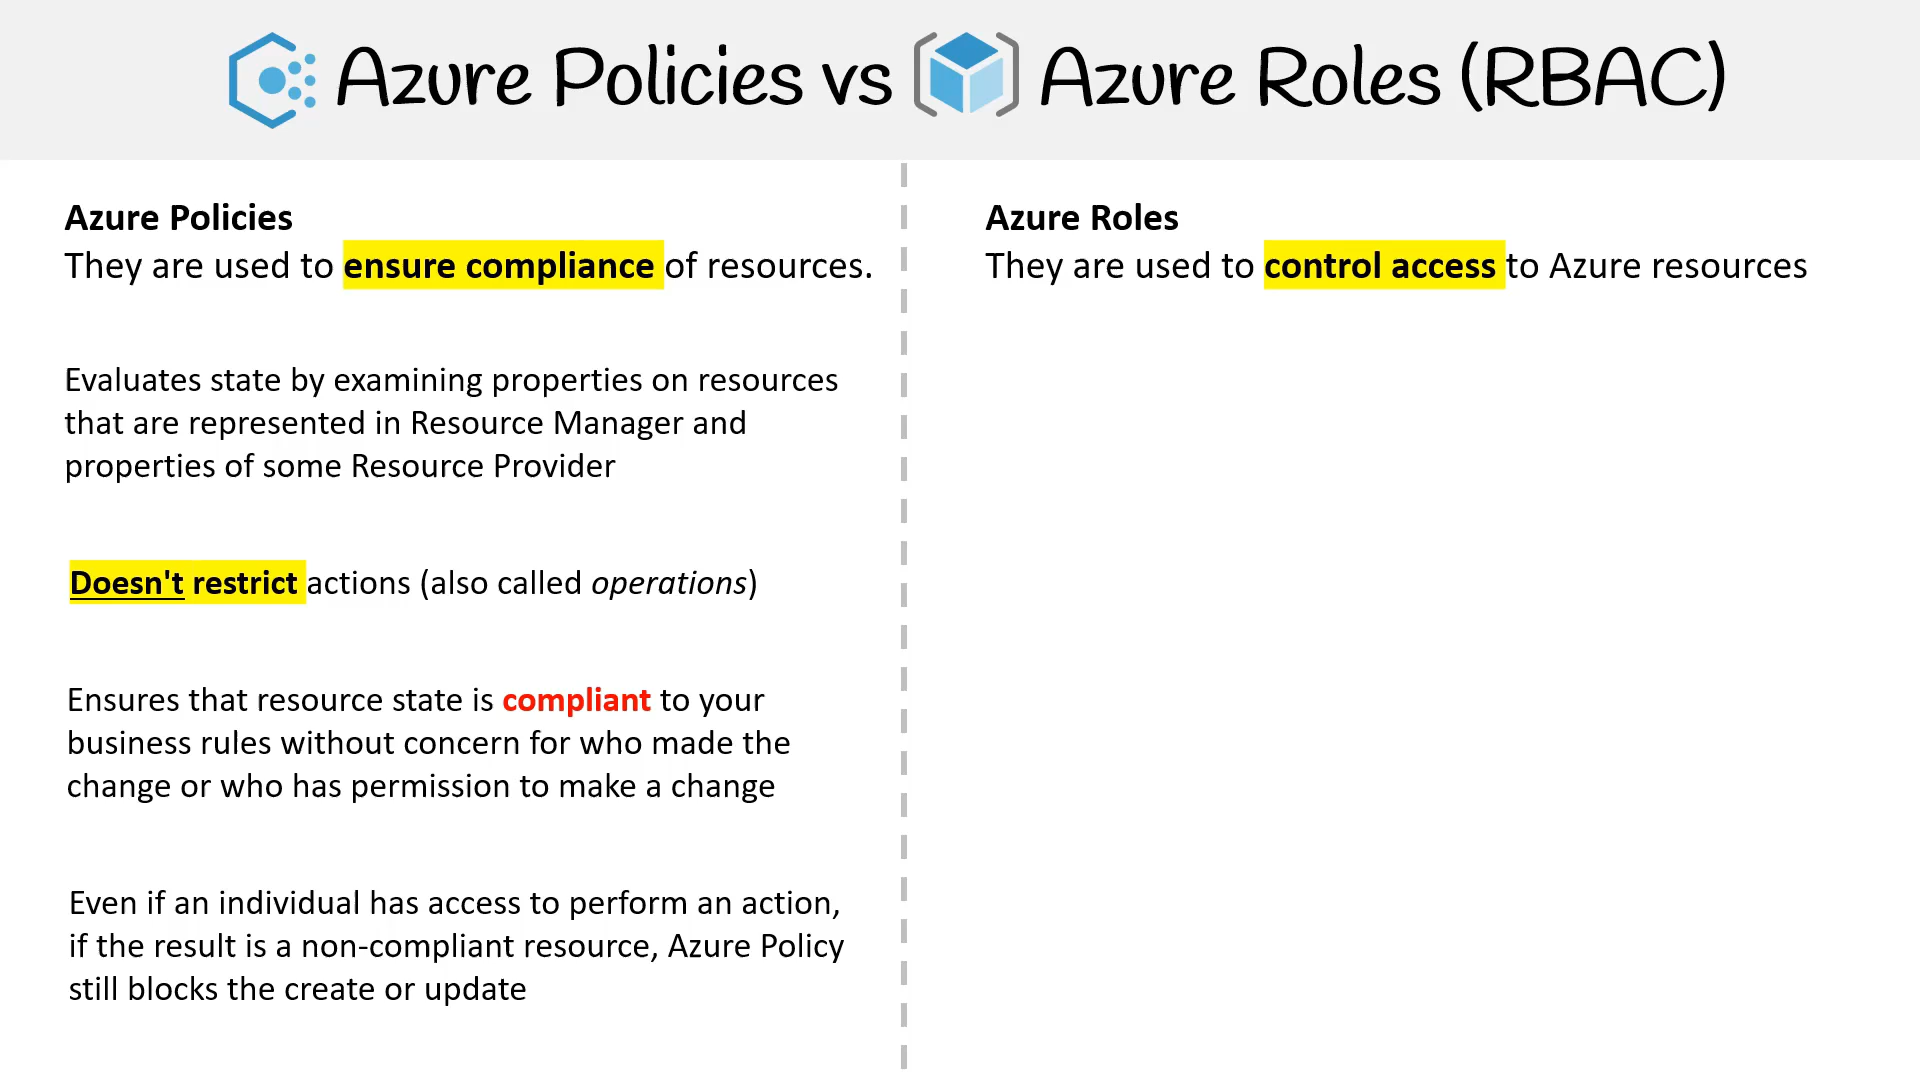 Azure Policies vs Azure Roles (RBAC)
Azure Policies
They are used to ensure compliance of resources.
Evaluates state by examining properties on resources
that are represented in Resource Manager and
properties of some Resource Provider
Doesn't restrict actions (also called operations)
Ensures that resource state is compliant to your
business rules without concern for who made the
change or who has permission to make a change
Even if an individual has access to perform an action,
if the result is a non-compliant resource, Azure Policy
still blocks the create or update
Azure Roles
They are used to control access to Azure resources